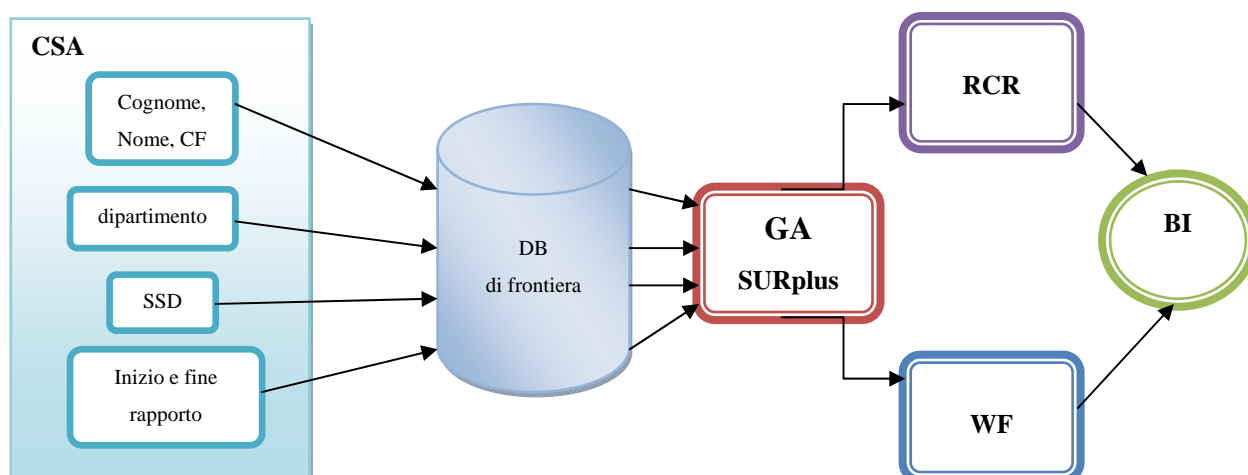 CSA
Cognome,
Nome, CF
dipartimento
SSD
Inizio e fine
rapporto
DB
di frontiera
GA
SURplus
RCR
WF
BI